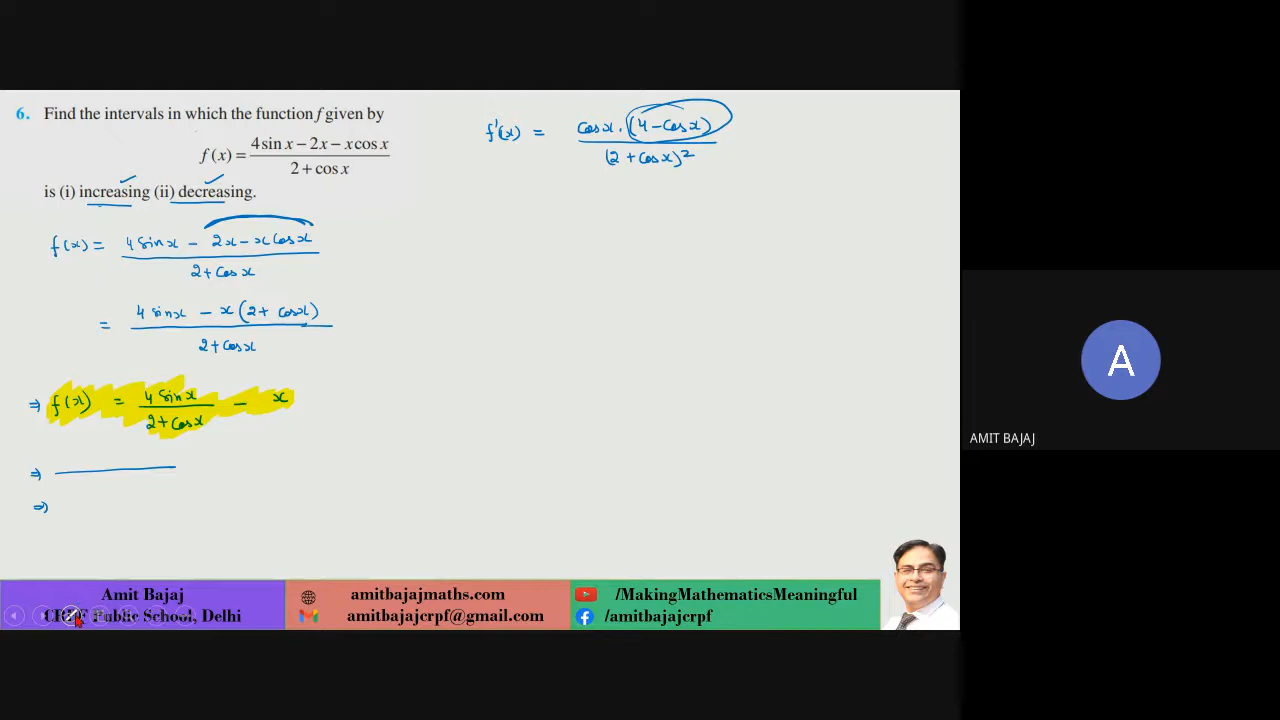 6. Find the intervals in which the function f given by
f (x) = 4 sin x – 2x – x cos x / 2 + cos x
is (i) increasing (ii) decreasing.
f(x) = 4 Sin x – 2x – x Cos x / 2 + Cos x
= 4 Sin x – x (2 + Cos x) / 2 + Cos x
⇒ f(x) = 4 Sin x / 2 + Cos x – x
⇒
⇒
f'(x) = Cos x . (4 – Cos x) / (2 + Cos x)²
A
AMIT BAJAJ
Amit Bajaj
CRPF Public School, Delhi
amitbajajmaths.com
amitbajajcrpf@gmail.com
/MakingMathematicsMeaningful
/amitbajajcrpf